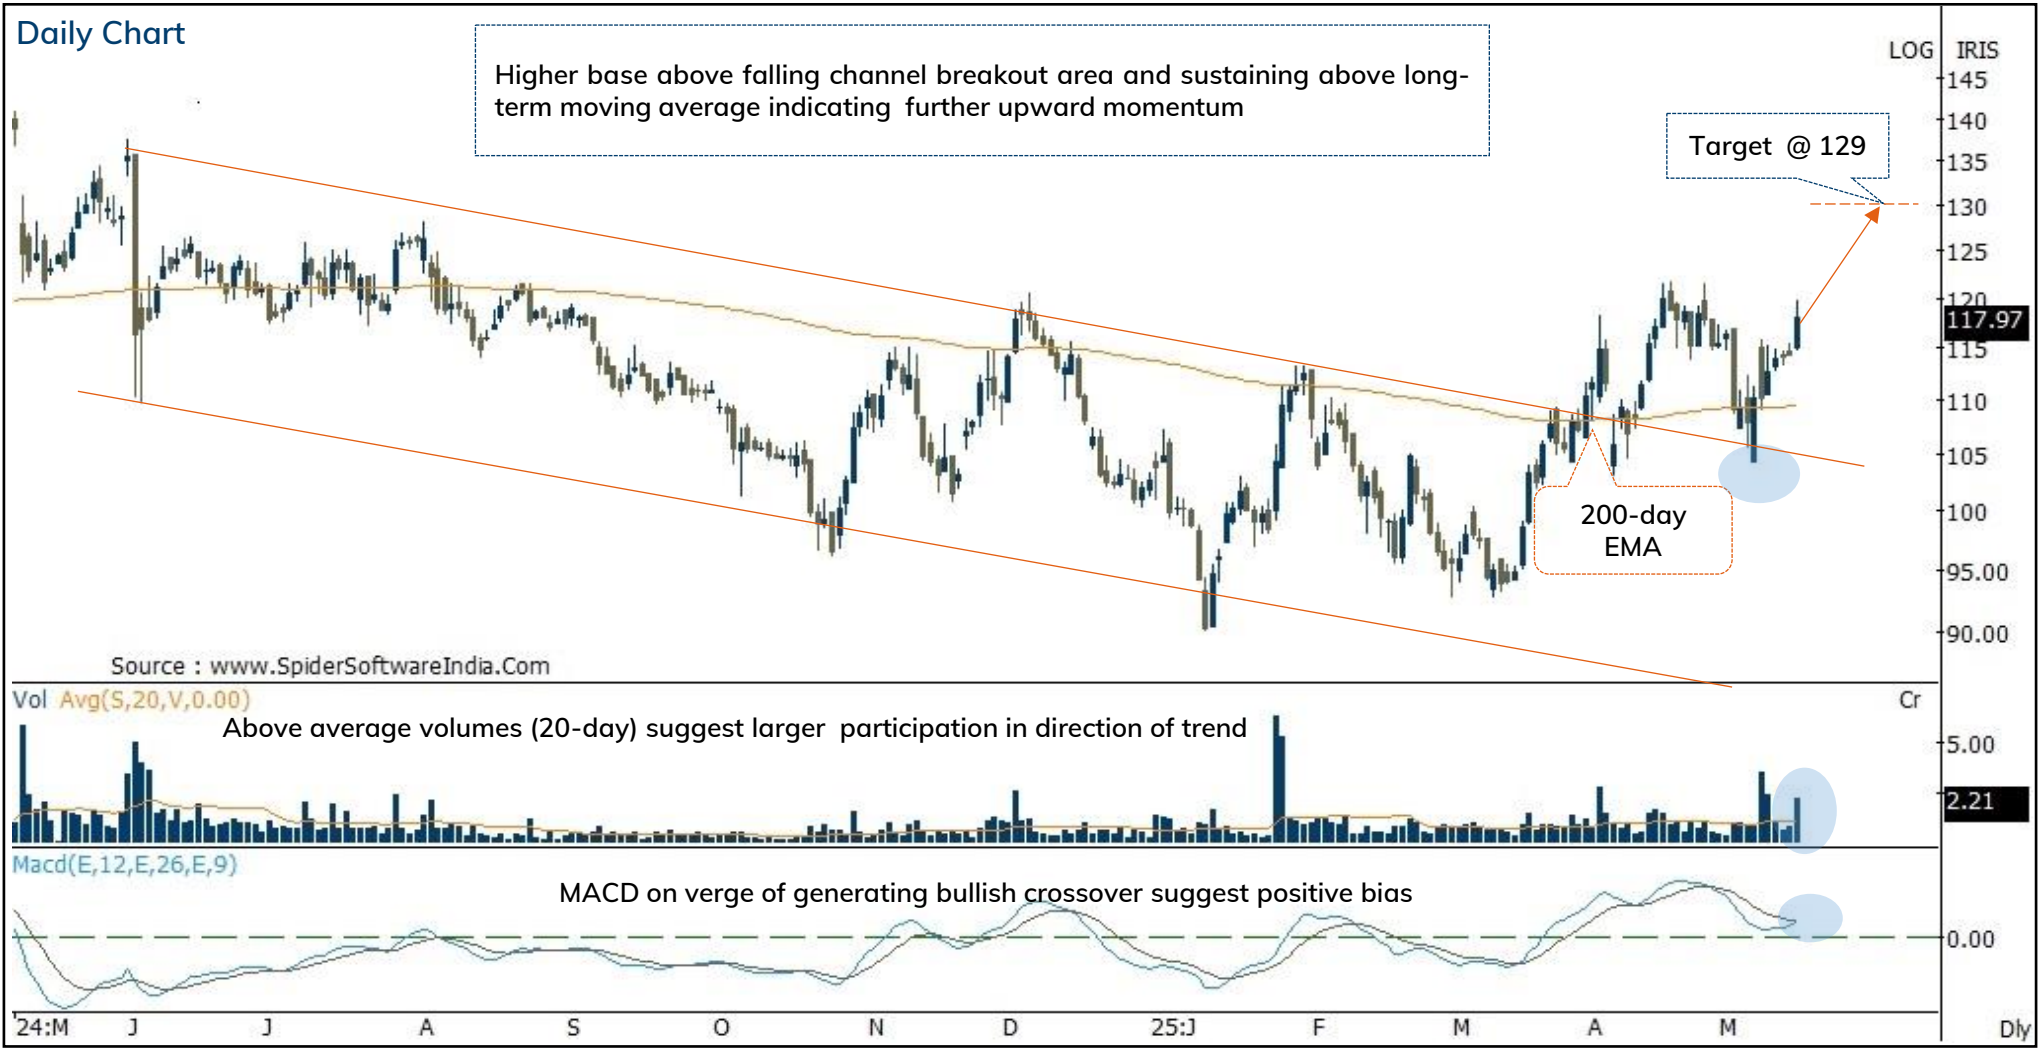 Daily Chart
Higher base above falling channel breakout area and sustaining above long-
term moving average indicating further upward momentum
LOG IRIS
145
140
Target @ 129
135
130
125
120
117.97
115
110
105
200-day
EMA
100
95.00
90.00
Source : www.SpiderSoftwareIndia.Com
Vol Avg(S,20,V,0.00)
Cr
Above average volumes (20-day) suggest larger participation in direction of trend
5.00
2.21
Macd(E,12,E,26,E,9)
MACD on verge of generating bullish crossover suggest positive bias
0.00
'24:M J J A S O N D 25:J F M A M Dly